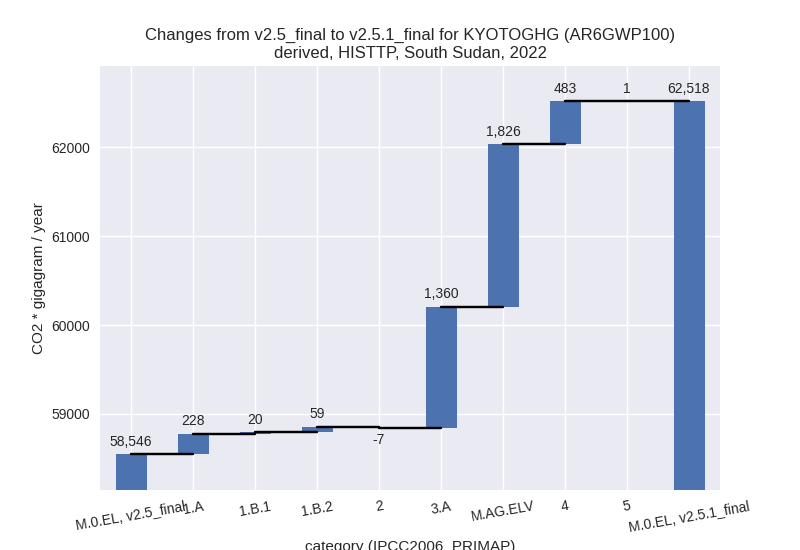 Changes from v2.5_final to v2.5.1_final for KYOTOGHG (AR6GWP100)
derived, HISTTP, South Sudan, 2022
CO2 * gigagram / year
62000
61000
60000
59000
58,546
228
20
59
-7
1,360
1,826
483
1
62,518
M.0.EL, v2.5_final
1.A
1.B.1
1.B.2
2
3.A
M.AG.ELV
4
5
M.0.EL, v2.5.1_final
category (IPCC2006_PRIMAP)